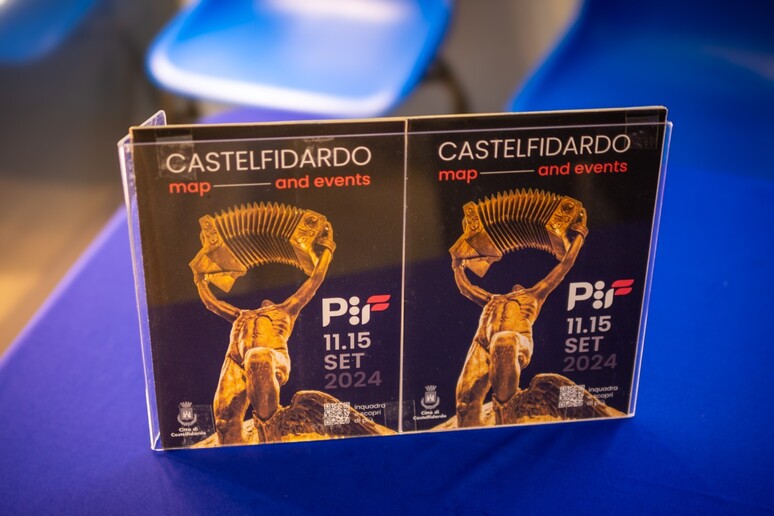 CASTELFIDARDO
map and events
PIF
11.15
SET
2024
inquadra
e scopri
di più
Città di
Castelfidardo
CASTELFIDARDO
map and events
PIF
11.15
SET
2024
inquadra
e scopri
di più
Città di
Castelfidardo